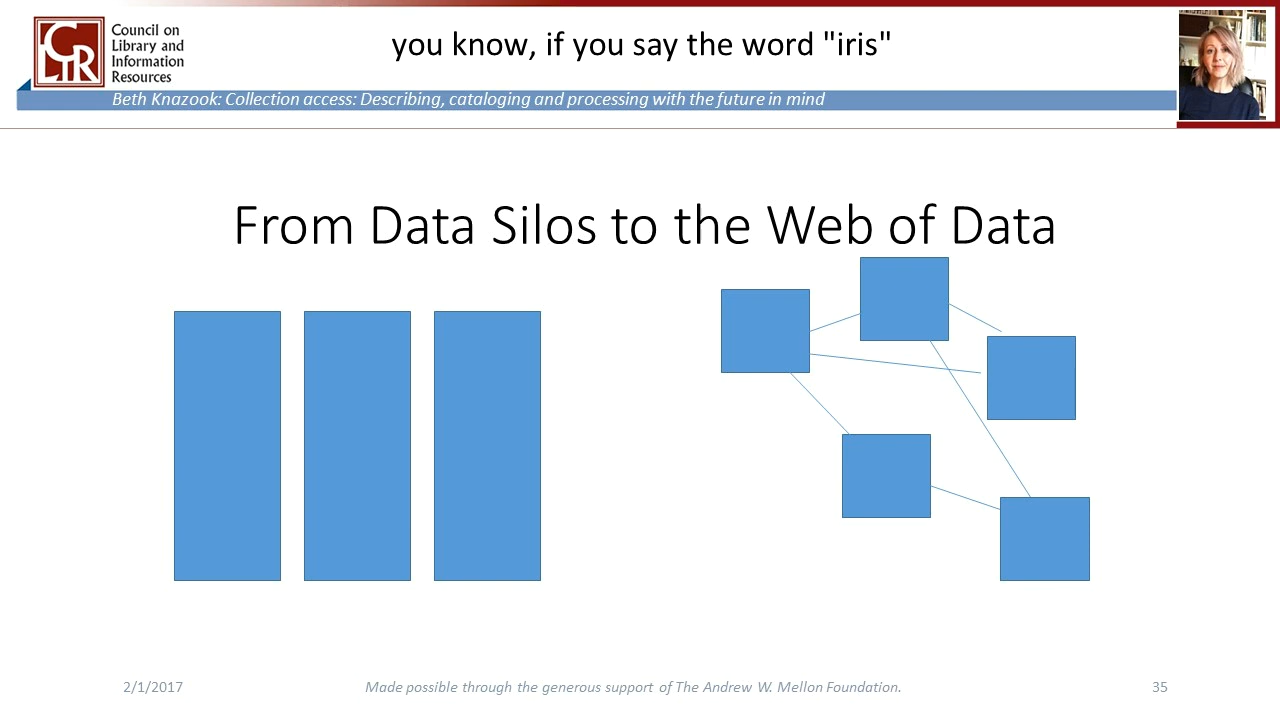 CLIR
Council on
Library and
Information
Resources
you know, if you say the word "iris"
Beth Knazook: Collection access: Describing, cataloging and processing with the future in mind
From Data Silos to the Web of Data
2/1/2017
Made possible through the generous support of The Andrew W. Mellon Foundation.
35